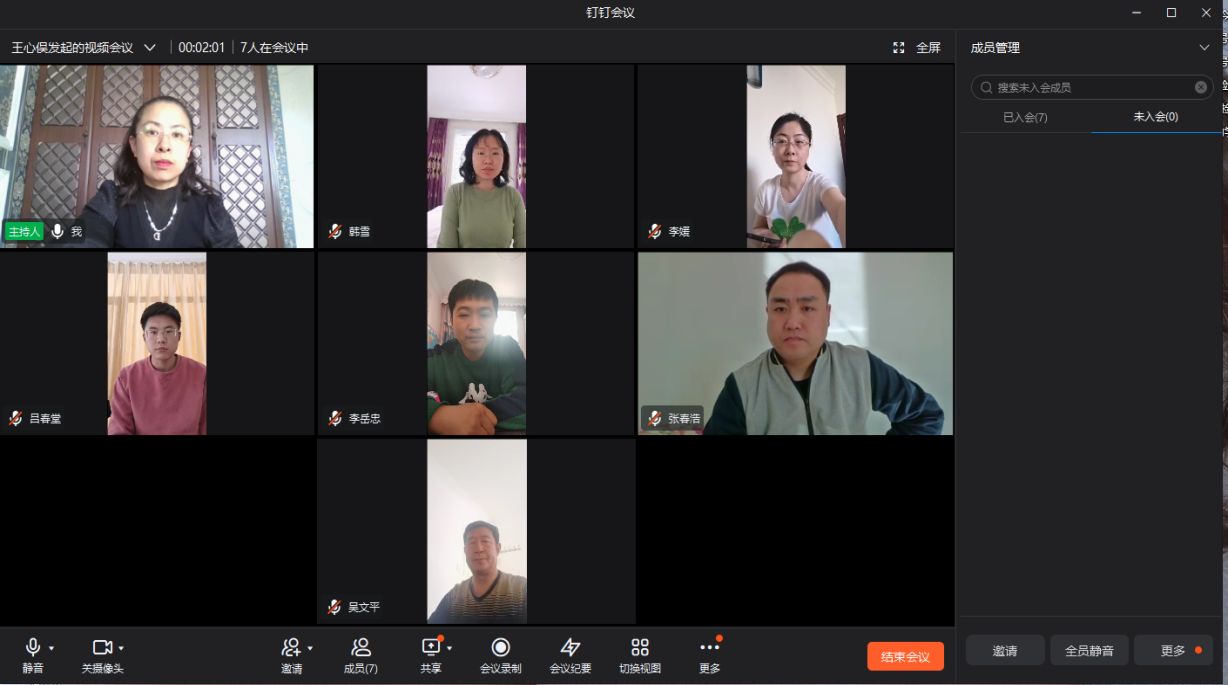 钉钉会议
王心俣发起的视频会议
00:02:01
7人在会议中
全屏
成员管理
搜索未入会成员
已入会(7)
未入会(0)
主持人
我
韩雪
李媛
吕春堂
李岳忠
张春浩
吴文平
静音
关摄像头
邀请
成员(7)
共享
会议录制
会议纪要
切换视图
更多
结束会议
邀请
全员静音
更多